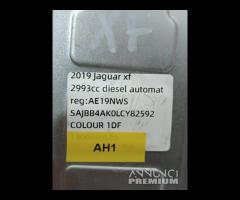 XF
2019 Jaguar xf
2993cc diesel automat
reg:AE19NWS
SAJBB4AK0LCY82592
COLOUR 1DF
AH1
ANNUNCI
PREMIUM